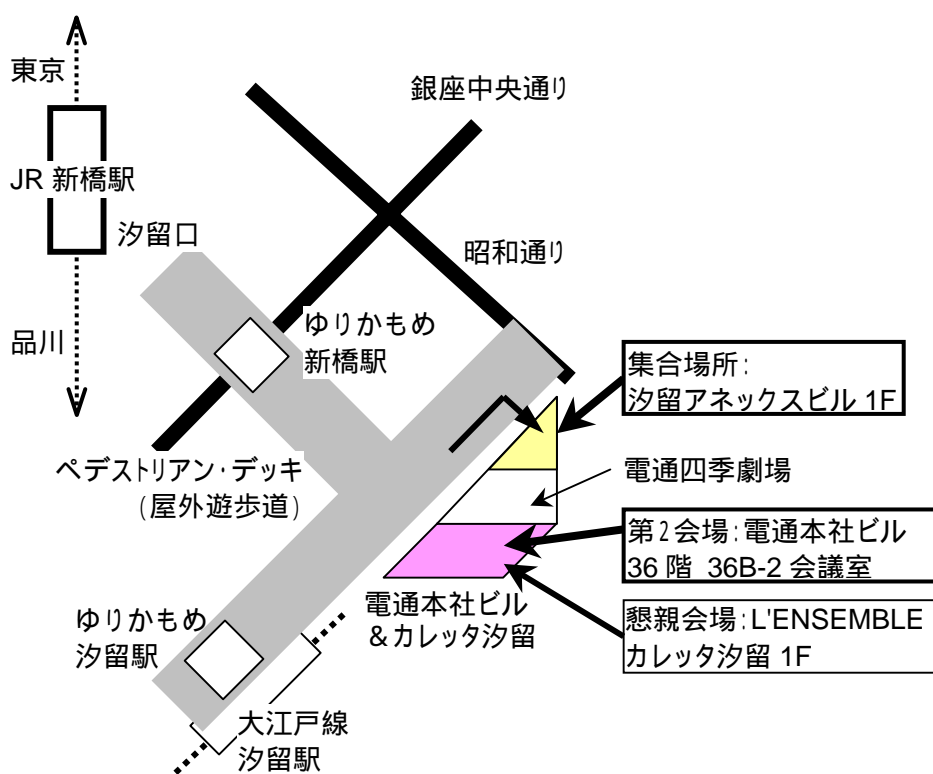 東京
JR 新橋駅
汐留口
品川
銀座中央通り
昭和通り
ゆりかもめ
新橋駅
ペデストリアン・デッキ
(屋外遊歩道)
集合場所:
汐留アネックスビル 1F
電通四季劇場
第2会場:電通本社ビル
36 階 36B-2 会議室
懇親会場:L'ENSEMBLE
カレッタ汐留 1F
電通本社ビル
&カレッタ汐留
ゆりかもめ
汐留駅
大江戸線
汐留駅